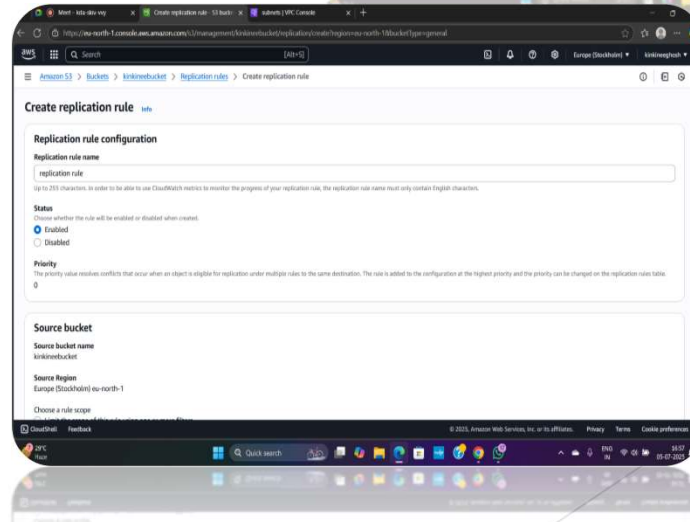 Meet - kita-skiv-vwy
Create replication rule - S3 bucket
subnets | VPC Console
https://eu-north-1.console.aws.amazon.com/s3/management/kinkineebucket/replication/create?region=eu-north-1&bucketType=general
aws
Search
[Alt+S]
Europe (Stockholm)
kinkineeghosh
Amazon S3 > Buckets > kinkineebucket > Replication rules > Create replication rule
Create replication rule Info
Replication rule configuration
Replication rule name
replication rule
Up to 255 characters. In order to be able to use CloudWatch metrics to monitor the progress of your replication rule, the replication rule name must only contain English characters.
Status
Choose whether the rule will be enabled or disabled when created.
Enabled
Disabled
Priority
The priority value resolves conflicts that occur when an object is eligible for replication under multiple rules to the same destination. The rule is added to the configuration at the highest priority and the priority can be changed on the replication rules table.
0
Source bucket
Source bucket name
kinkineebucket
Source Region
Europe (Stockholm) eu-north-1
Choose a rule scope
CloudShell Feedback
© 2025, Amazon Web Services, Inc. or its affiliates. Privacy Terms Cookie preferences
29°C
Haze
Quick search
ENG
IN
16:57
05-07-2025